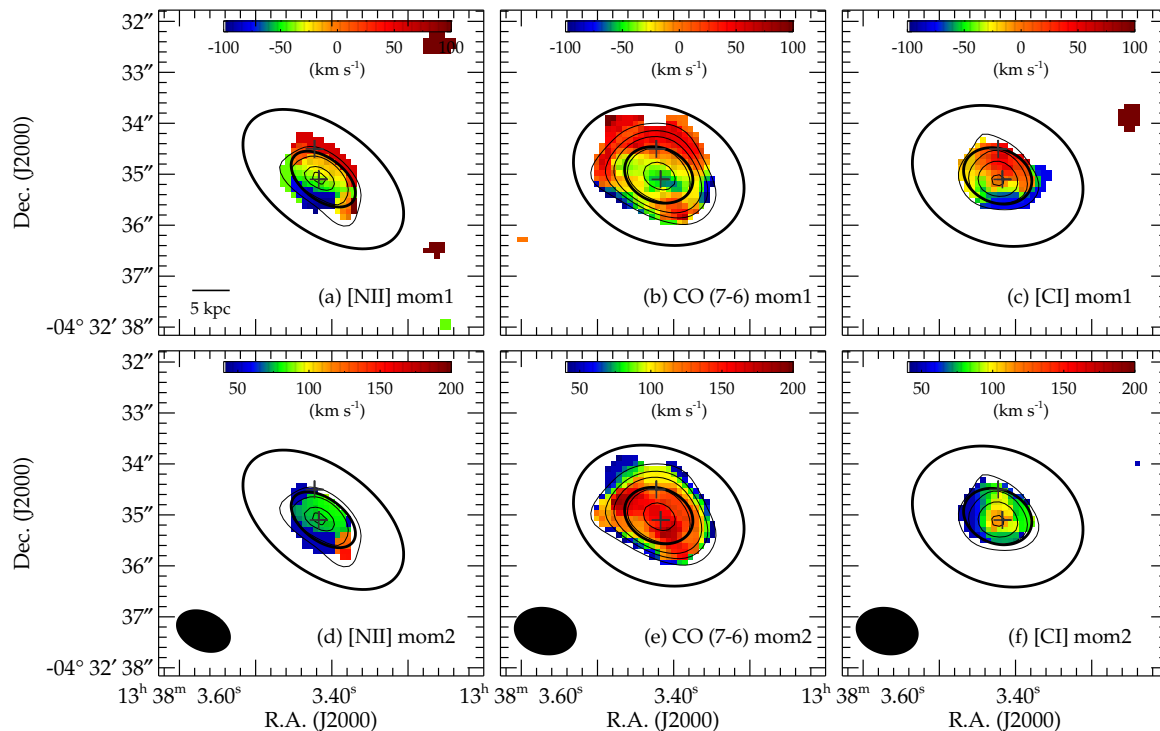 32″
33″
34″
35″
36″
37″
-04° 32′ 38″
Dec. (J2000)
-100 -50 0 50 100
(km s⁻¹)
5 kpc
(a) [NII] mom1
-100 -50 0 50 100
(km s⁻¹)
(b) CO (7-6) mom1
-100 -50 0 50 100
(km s⁻¹)
(c) [CI] mom1
32″
33″
34″
35″
36″
37″
-04° 32′ 38″
Dec. (J2000)
50 100 150 200
(km s⁻¹)
(d) [NII] mom2
50 100 150 200
(km s⁻¹)
(e) CO (7-6) mom2
50 100 150 200
(km s⁻¹)
(f) [CI] mom2
13ʰ 38ᵐ 3.60ˢ 3.40ˢ 13ʰ 38ᵐ 3.60ˢ 3.40ˢ 13ʰ 38ᵐ 3.60ˢ 3.40ˢ
R.A. (J2000) R.A. (J2000) R.A. (J2000)